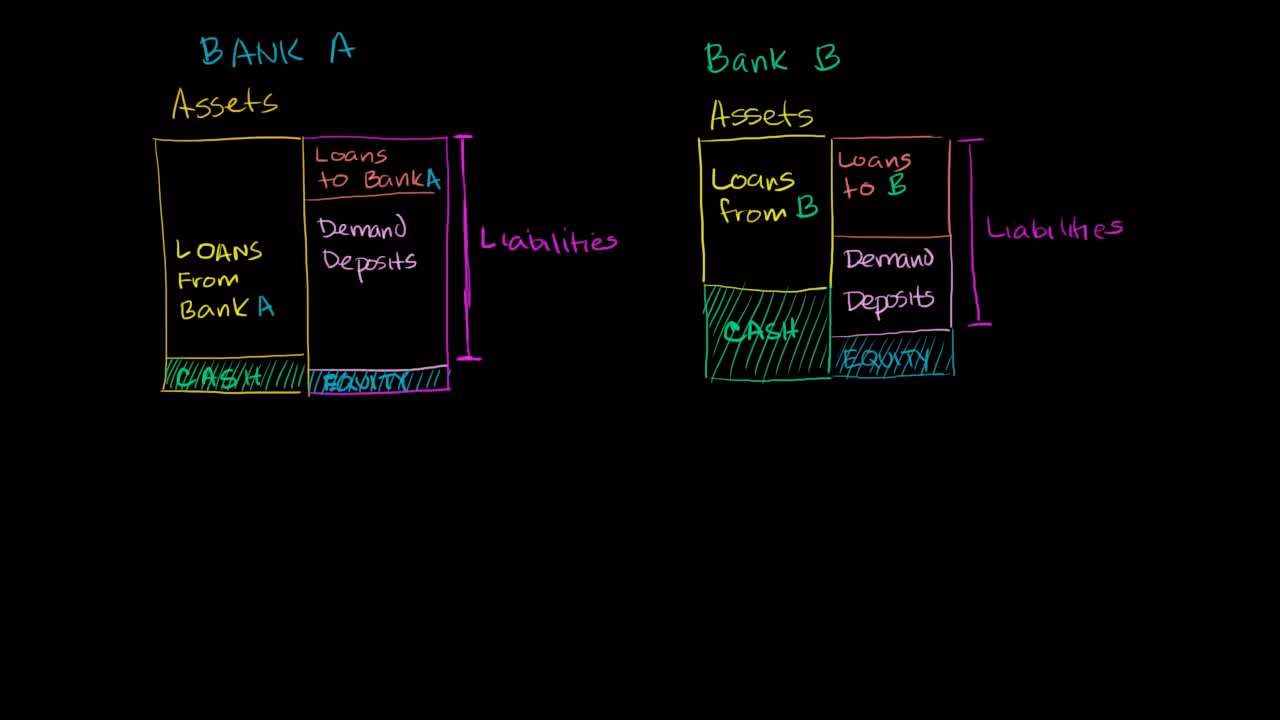 BANK A
Assets
Loans
to Bank A
Demand
Deposits
LOANS
From
Bank A
CASH
EQUITY
Liabilities
Bank B
Assets
Loans
from B
CASH
Loans
to B
Demand
Deposits
EQUITY
Liabilities